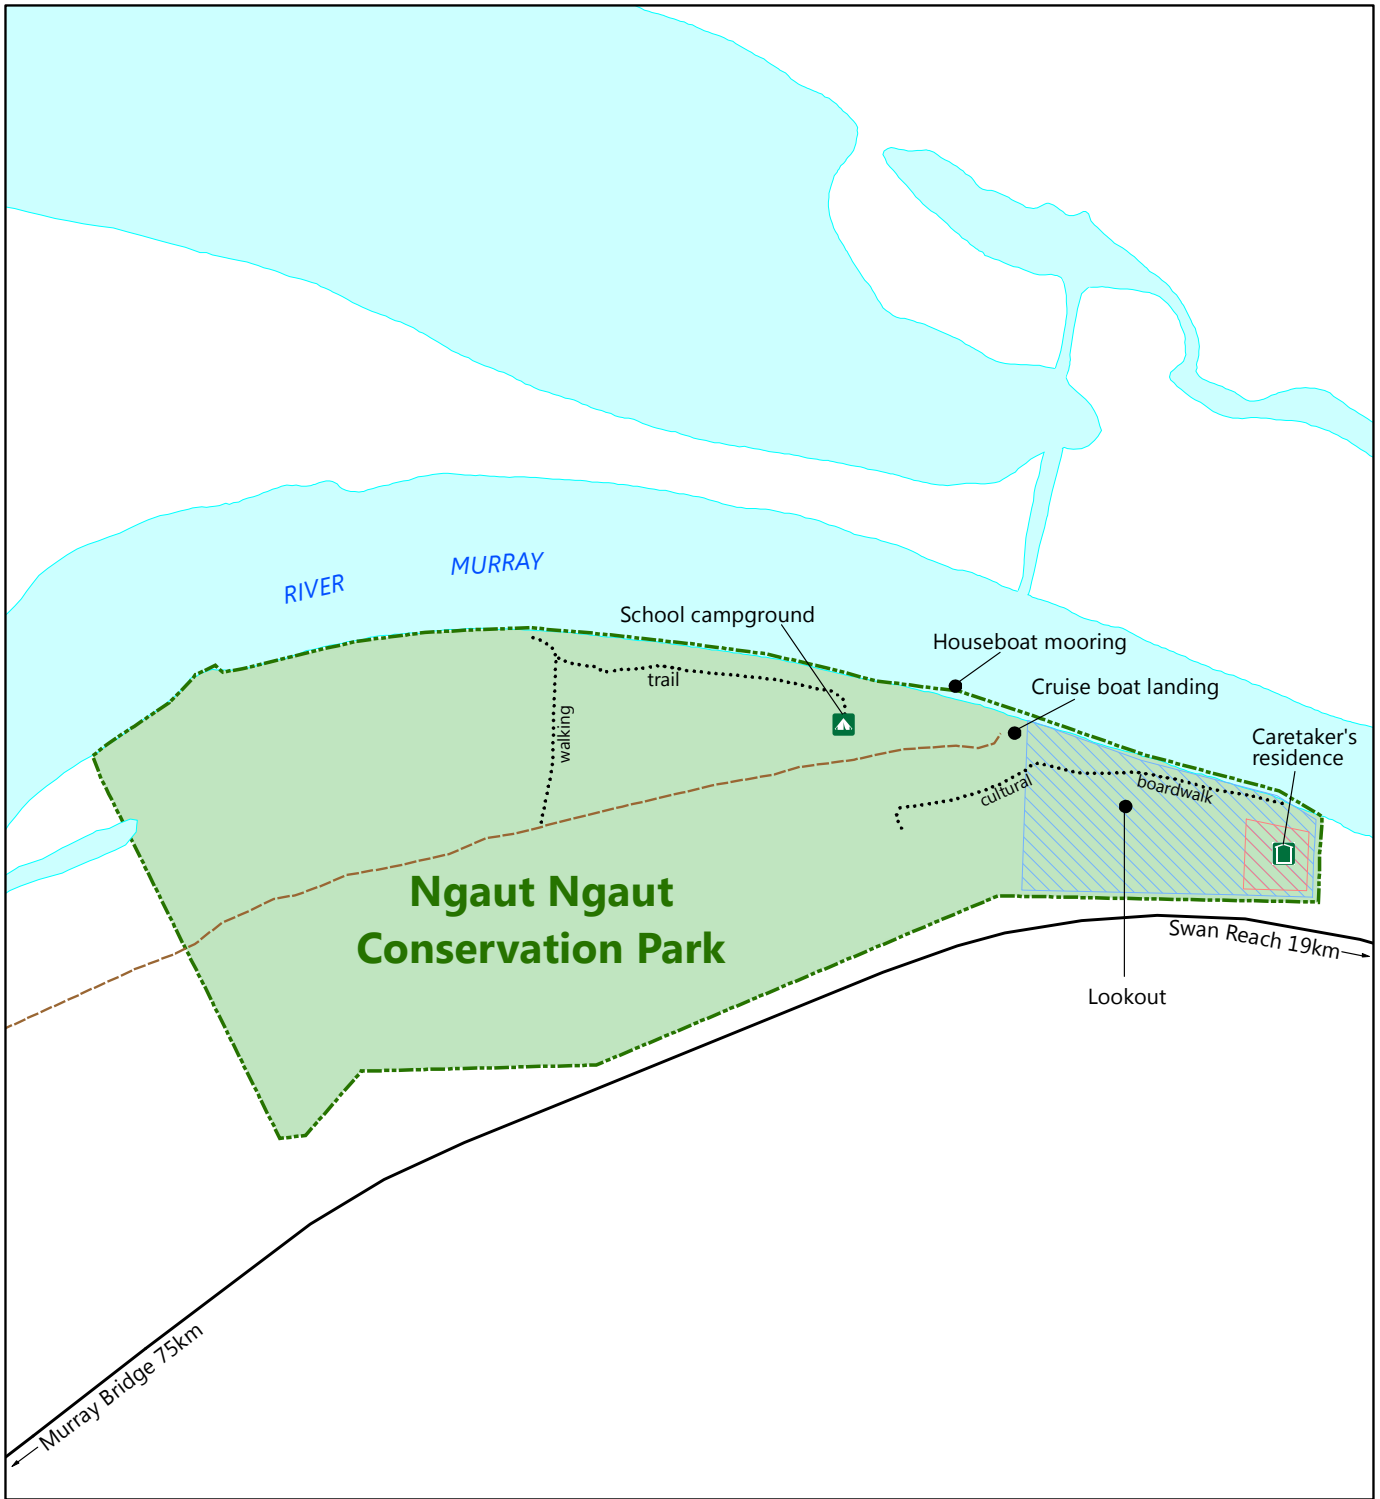 RIVER MURRAY
School campground
Houseboat mooring
trail
Cruise boat landing
walking
Caretaker's
residence
cultural boardwalk
Ngaut Ngaut
Conservation Park
Swan Reach 19km
Lookout
Murray Bridge 75km